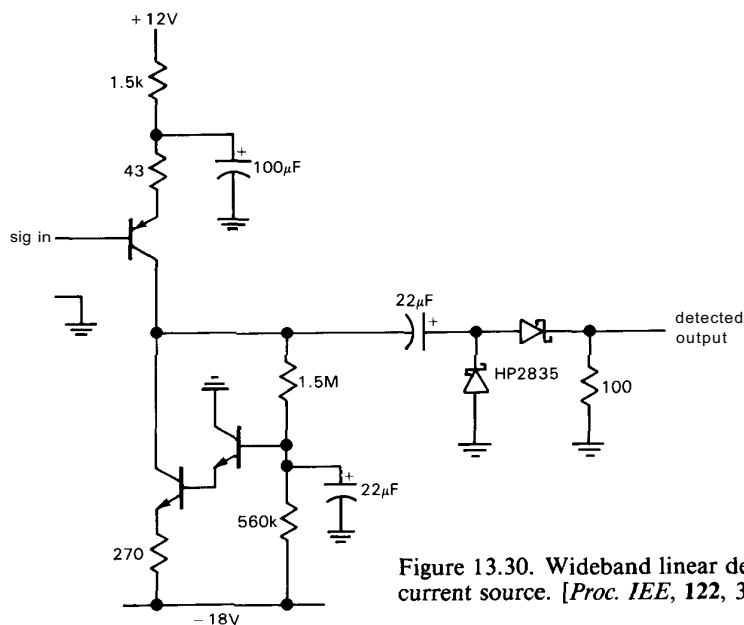 +12V
1.5k
43
+
100μF
sig in
22μF
+
detected
output
HP2835
1.5M
100
+
22μF
560k
270
−18V
Figure 13.30. Wideband linear de
current source. [Proc. IEE, 122, 3